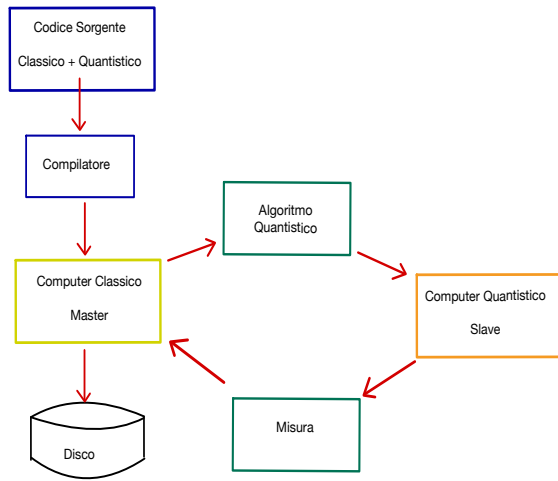 Codice Sorgente
Classico + Quantistico
Compilatore
Algoritmo
Quantistico
Computer Classico
Master
Computer Quantistico
Slave
Misura
Disco